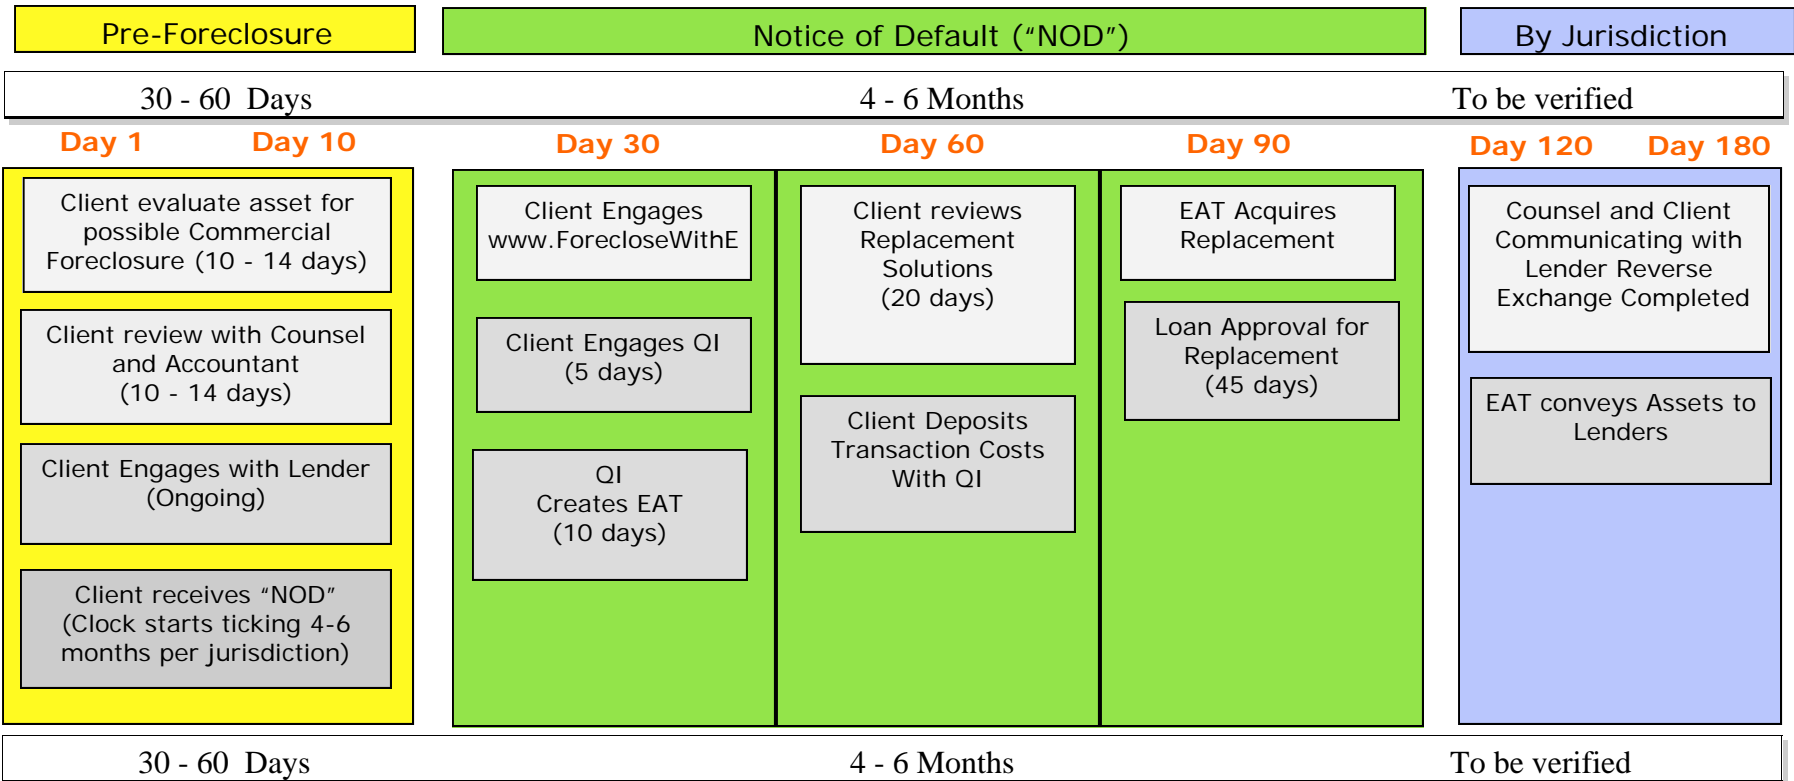 Pre-Foreclosure
Notice of Default (“NOD”)
By Jurisdiction
30 - 60 Days
4 - 6 Months
To be verified
Day 1
Day 10
Day 30
Day 60
Day 90
Day 120
Day 180
Client evaluate asset for
possible Commercial
Foreclosure (10 - 14 days)
Client review with Counsel
and Accountant
(10 - 14 days)
Client Engages with Lender
(Ongoing)
Client receives “NOD”
(Clock starts ticking 4-6
months per jurisdiction)
Client Engages
www.ForecloseWithE
Client Engages QI
(5 days)
QI
Creates EAT
(10 days)
Client reviews
Replacement
Solutions
(20 days)
Client Deposits
Transaction Costs
With QI
EAT Acquires
Replacement
Loan Approval for
Replacement
(45 days)
Counsel and Client
Communicating with
Lender Reverse
Exchange Completed
EAT conveys Assets to
Lenders
30 - 60 Days
4 - 6 Months
To be verified